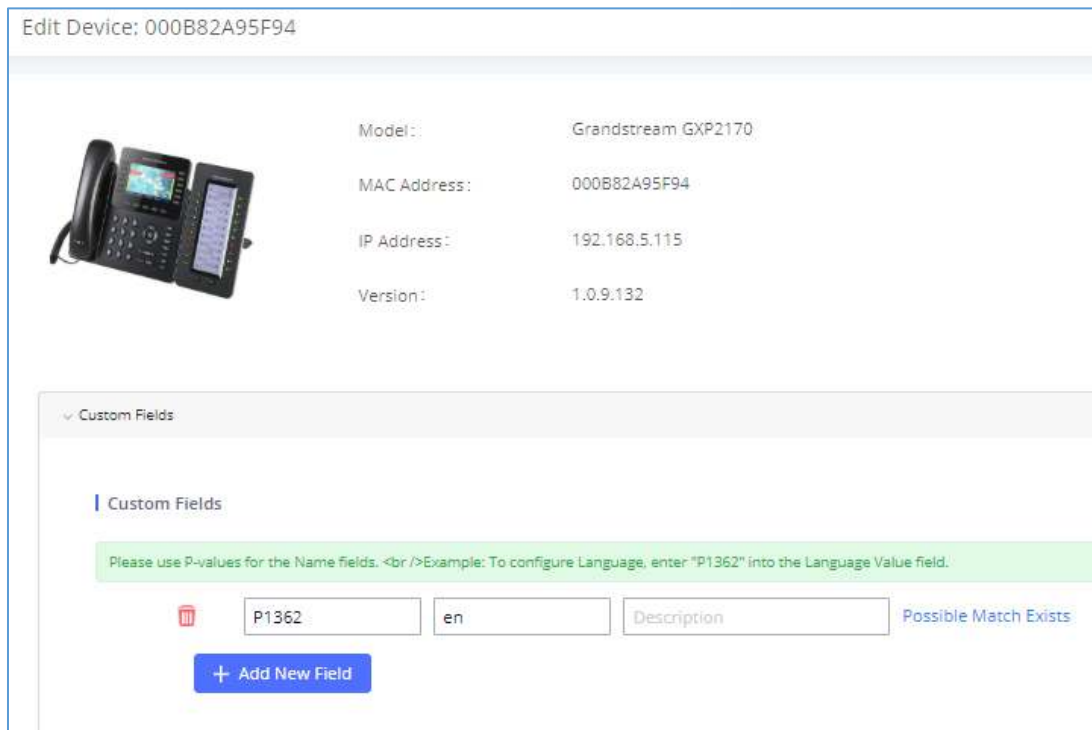 Edit Device: 000B82A95F94
Model: Grandstream GXP2170
MAC Address: 000B82A95F94
IP Address: 192.168.5.115
Version: 1.0.9.132
Custom Fields
Custom Fields
Please use P-values for the Name fields. <br />Example: To configure Language, enter "P1362" into the Language Value field.
P1362 en Description Possible Match Exists
+ Add New Field